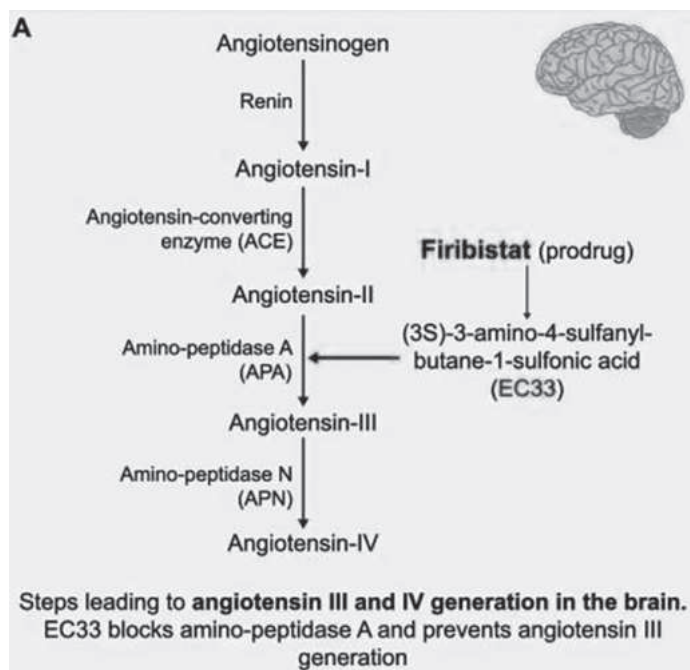 A
Angiotensinogen
Renin
Angiotensin-I
Angiotensin-converting
enzyme (ACE)
Firibistat (prodrug)
Angiotensin-II
(3S)-3-amino-4-sulfanyl-
butane-1-sulfonic acid
(EC33)
Amino-peptidase A
(APA)
Angiotensin-III
Amino-peptidase N
(APN)
Angiotensin-IV
Steps leading to angiotensin III and IV generation in the brain.
EC33 blocks amino-peptidase A and prevents angiotensin III
generation